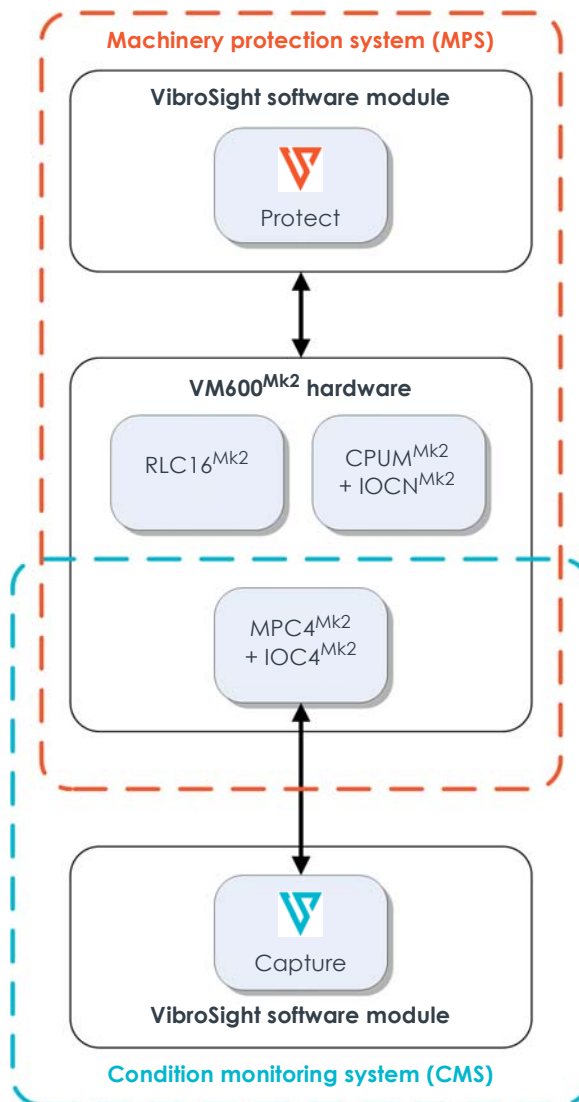 Machinery protection system (MPS)
VibroSight software module
Protect
VM600Mk2 hardware
RLC16Mk2
CPUMMk2
+ IOCNMk2
MPC4Mk2
+ IOC4Mk2
Capture
VibroSight software module
Condition monitoring system (CMS)